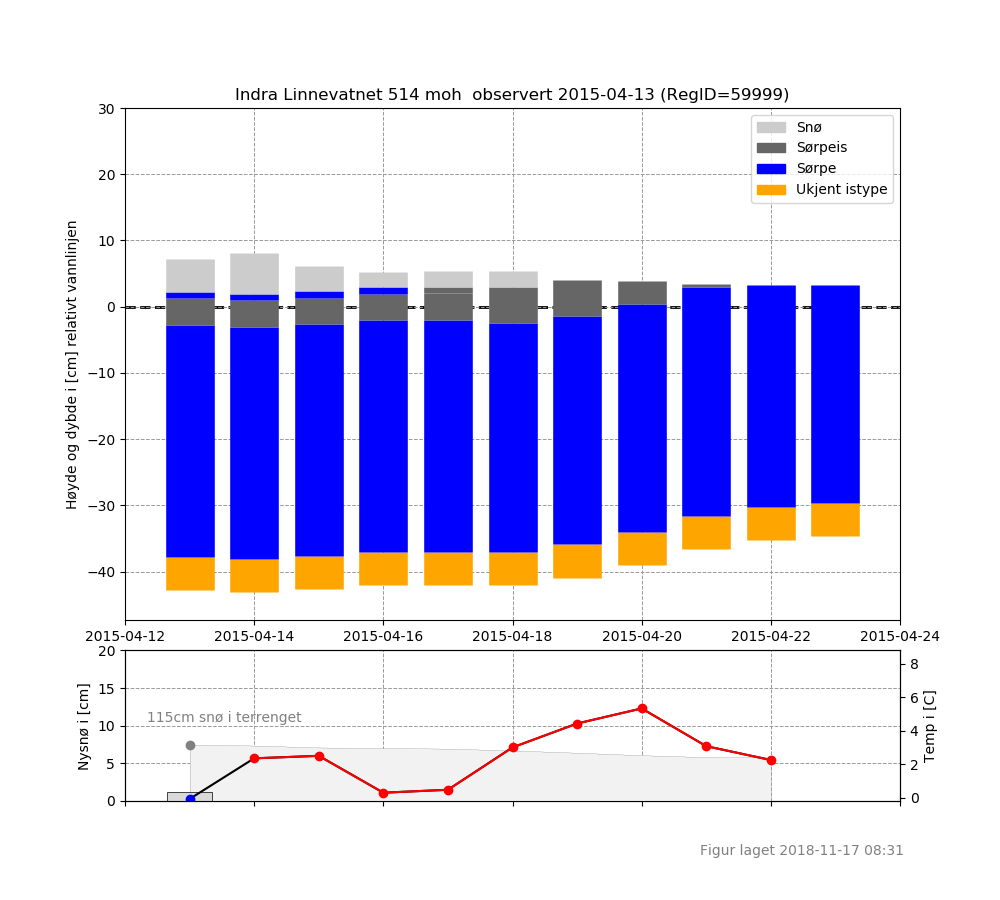 Indra Linnevatnet 514 moh  observert 2015-04-13 (RegID=59999)
Høyde og dybde i [cm] relativt vannlinjen
30
20
10
0
−10
−20
−30
−40
Snø
Sørpeis
Sørpe
Ukjent istype
2015-04-12
2015-04-14
2015-04-16
2015-04-18
2015-04-20
2015-04-22
2015-04-24
Nysnø i [cm]
20
15
10
5
0
115cm snø i terrenget
8
6
4
2
0
Temp i [C]
Figur laget 2018-11-17 08:31